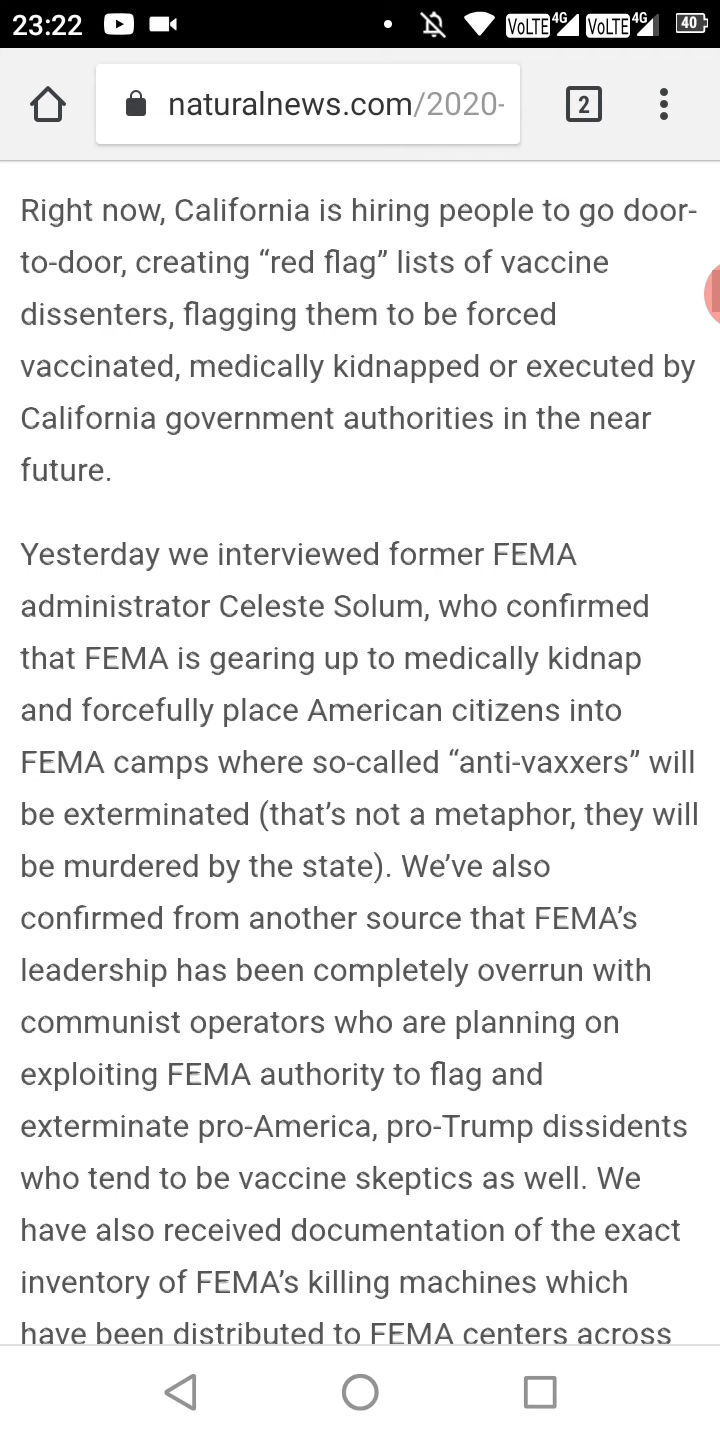 23:22
VoLTE 4G VoLTE 4G 40
naturalnews.com/2020-
2
Right now, California is hiring people to go door-
to-door, creating “red flag” lists of vaccine
dissenters, flagging them to be forced
vaccinated, medically kidnapped or executed by
California government authorities in the near
future.
Yesterday we interviewed former FEMA
administrator Celeste Solum, who confirmed
that FEMA is gearing up to medically kidnap
and forcefully place American citizens into
FEMA camps where so-called “anti-vaxxers” will
be exterminated (that’s not a metaphor, they will
be murdered by the state). We’ve also
confirmed from another source that FEMA’s
leadership has been completely overrun with
communist operators who are planning on
exploiting FEMA authority to flag and
exterminate pro-America, pro-Trump dissidents
who tend to be vaccine skeptics as well. We
have also received documentation of the exact
inventory of FEMA’s killing machines which
have been distributed to FEMA centers across